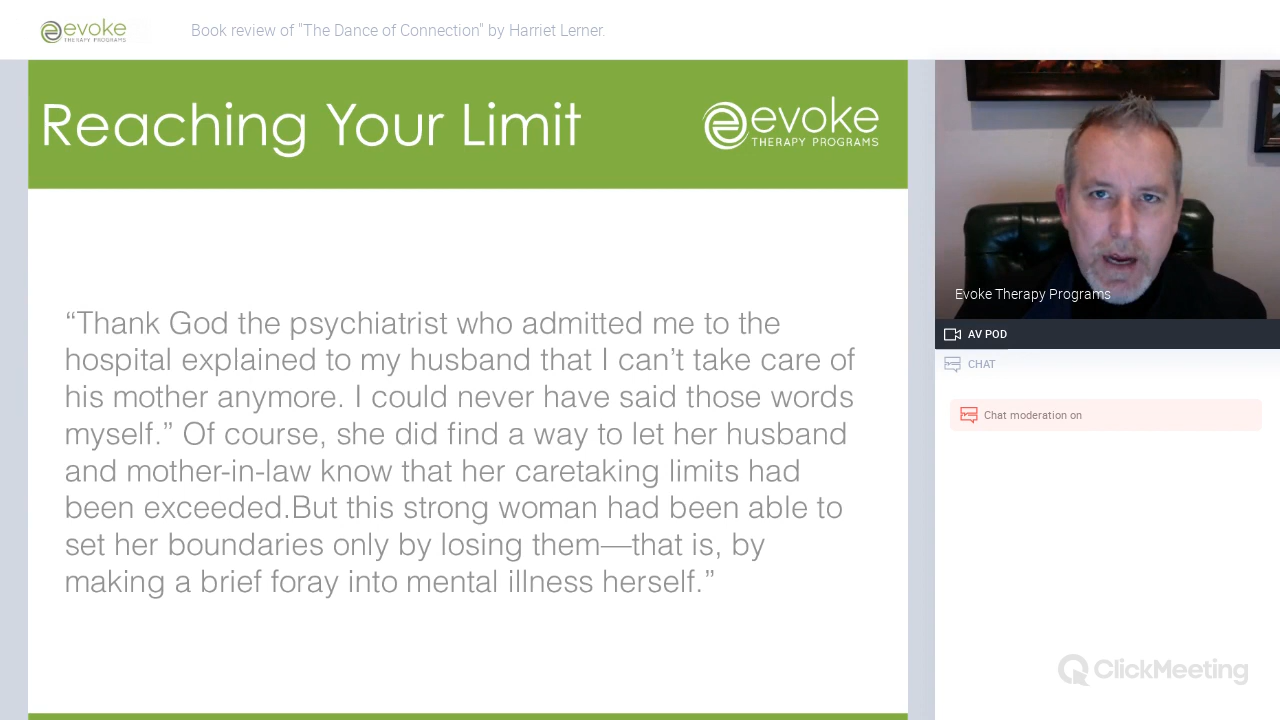 evoke
THERAPY PROGRAMS
Book review of "The Dance of Connection" by Harriet Lerner.
Reaching Your Limit
evoke
THERAPY PROGRAMS
“Thank God the psychiatrist who admitted me to the
hospital explained to my husband that I can’t take care of
his mother anymore. I could never have said those words
myself.” Of course, she did find a way to let her husband
and mother-in-law know that her caretaking limits had
been exceeded.But this strong woman had been able to
set her boundaries only by losing them—that is, by
making a brief foray into mental illness herself.”
Evoke Therapy Programs
AV POD
CHAT
Chat moderation on
ClickMeeting